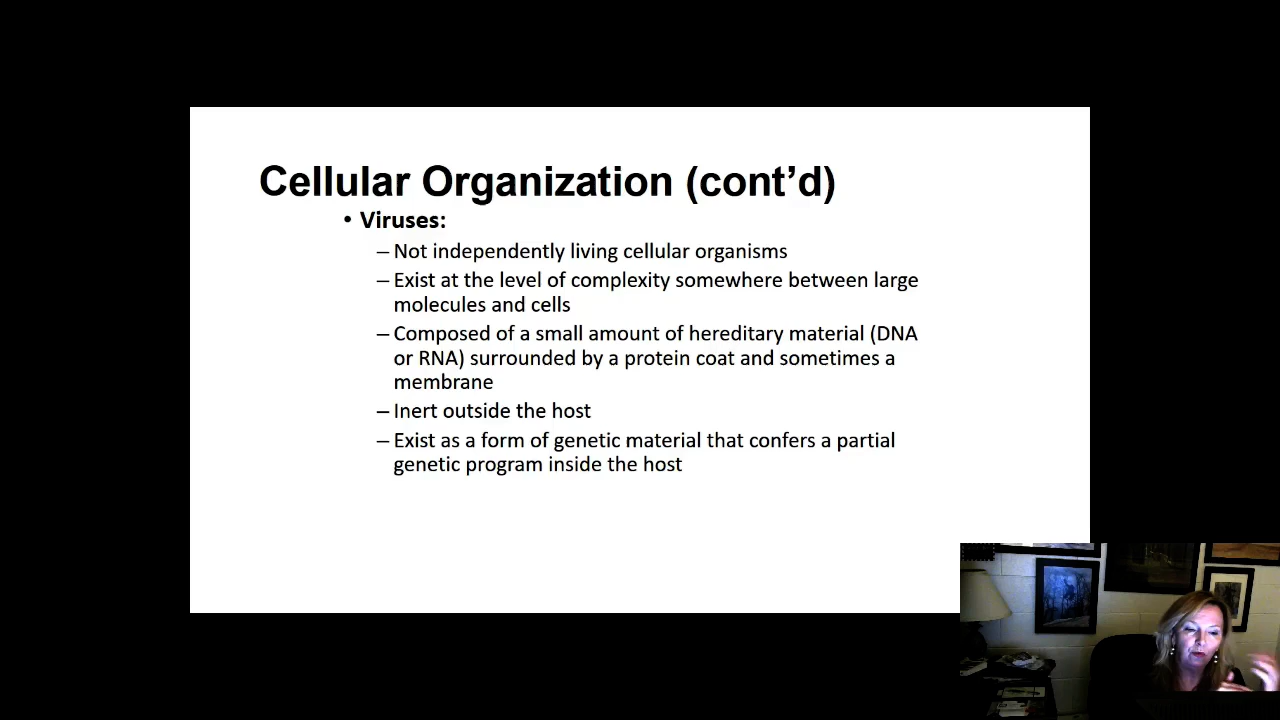 Cellular Organization (cont’d)
• Viruses:
– Not independently living cellular organisms
– Exist at the level of complexity somewhere between large
molecules and cells
– Composed of a small amount of hereditary material (DNA
or RNA) surrounded by a protein coat and sometimes a
membrane
– Inert outside the host
– Exist as a form of genetic material that confers a partial
genetic program inside the host